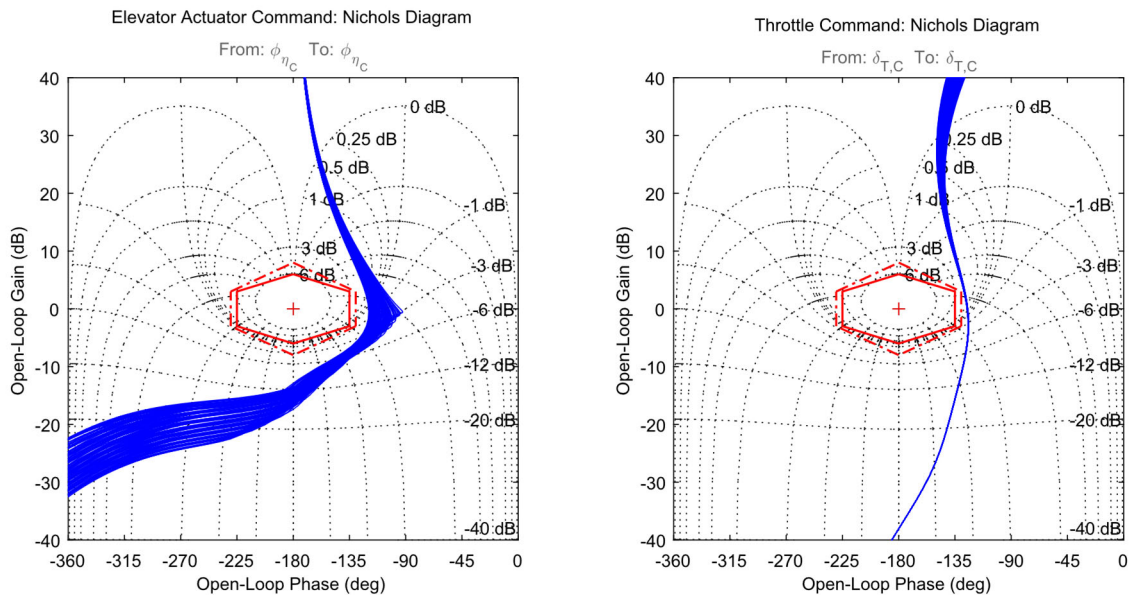 Elevator Actuator Command: Nichols Diagram
From: ϕ_{η_C} To: ϕ_{η_C}
Open-Loop Gain (dB)
40
30
20
10
0
-10
-20
-30
-40
0 dB
0.25 dB
0.5 dB
1 dB
-1 dB
3 dB
6 dB
-3 dB
-6 dB
-12 dB
-20 dB
-40 dB
-360 -315 -270 -225 -180 -135 -90 -45 0
Open-Loop Phase (deg)
Throttle Command: Nichols Diagram
From: δ_{T,C} To: δ_{T,C}
Open-Loop Gain (dB)
40
30
20
10
0
-10
-20
-30
-40
0 dB
0.25 dB
0.5 dB
1 dB
-1 dB
3 dB
6 dB
-3 dB
-6 dB
-12 dB
-20 dB
-40 dB
-360 -315 -270 -225 -180 -135 -90 -45 0
Open-Loop Phase (deg)